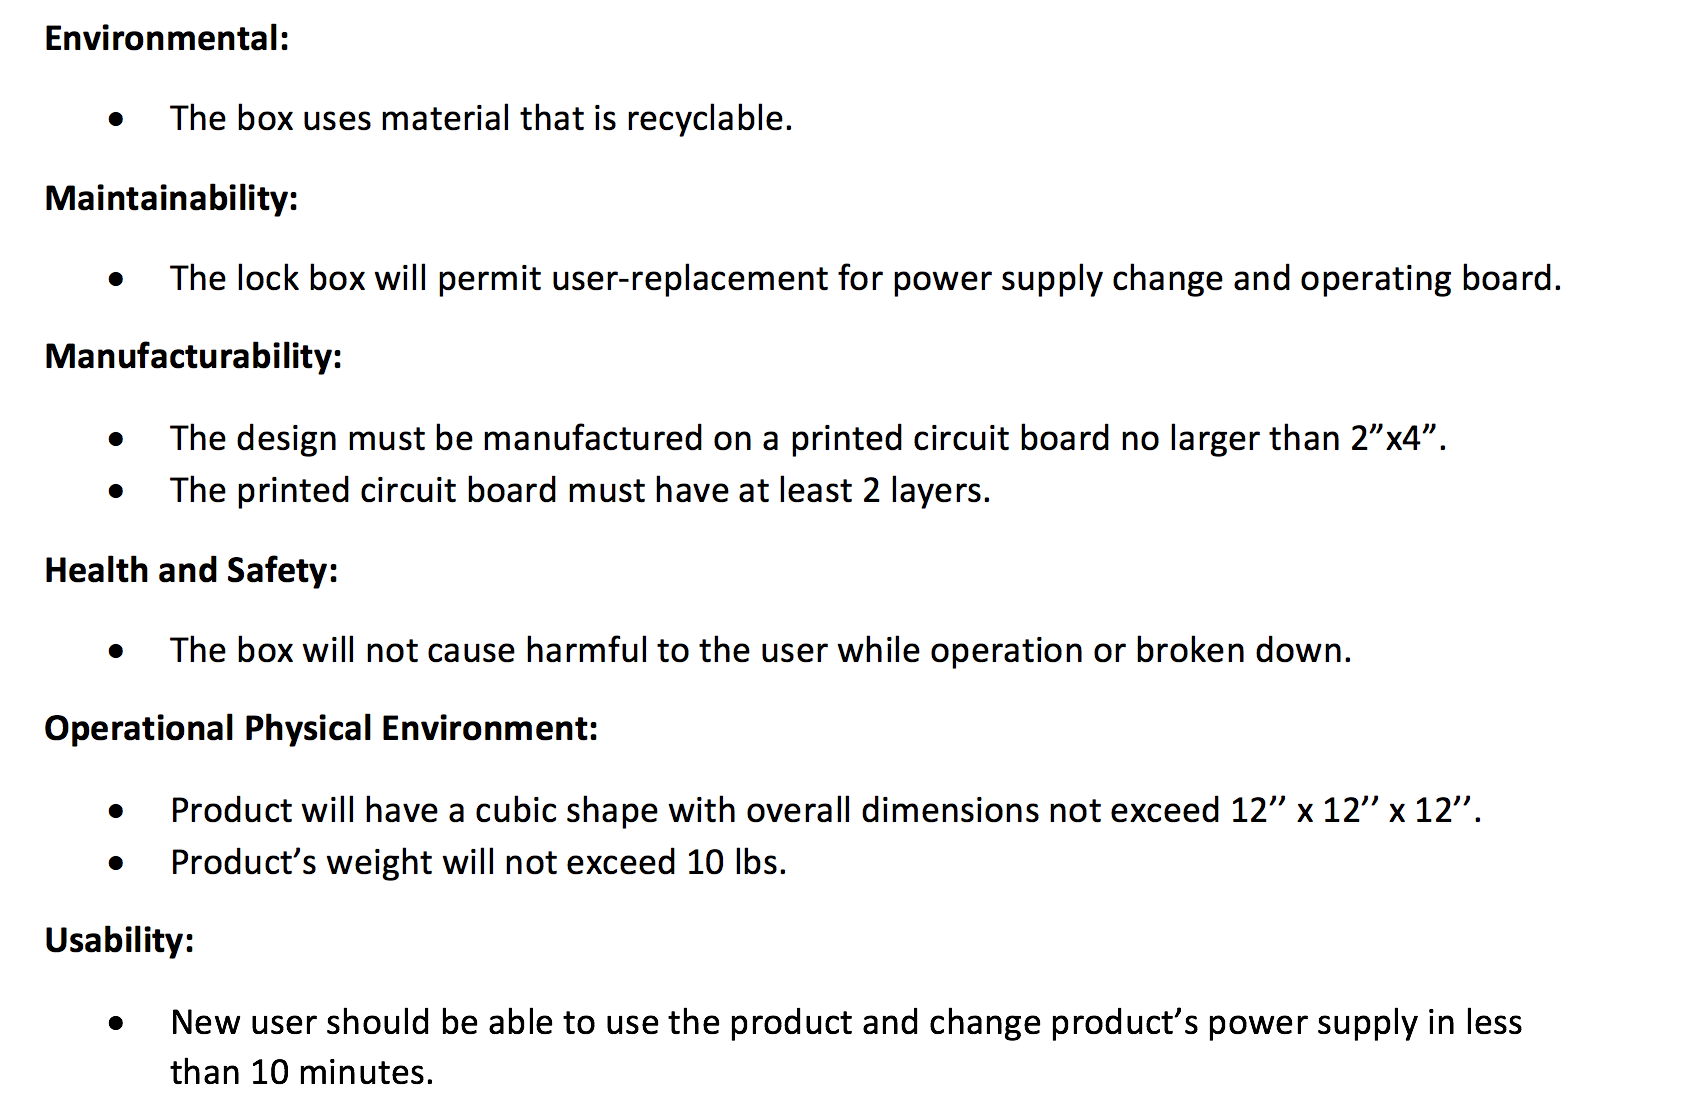 Environmental:
• The box uses material that is recyclable.
Maintainability:
• The lock box will permit user-replacement for power supply change and operating board.
Manufacturability:
• The design must be manufactured on a printed circuit board no larger than 2”x4”.
• The printed circuit board must have at least 2 layers.
Health and Safety:
• The box will not cause harmful to the user while operation or broken down.
Operational Physical Environment:
• Product will have a cubic shape with overall dimensions not exceed 12’’ x 12’’ x 12’’.
• Product’s weight will not exceed 10 lbs.
Usability:
• New user should be able to use the product and change product’s power supply in less
than 10 minutes.